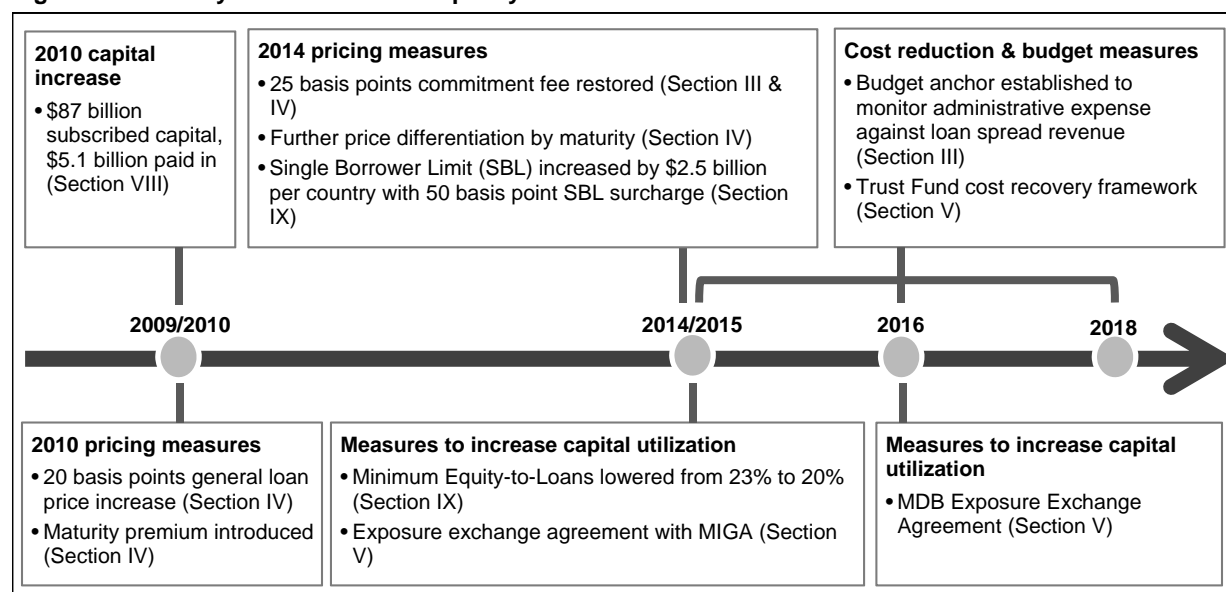 2010 capital
increase
• $87 billion
subscribed capital,
$5.1 billion paid in
(Section VIII)
2014 pricing measures
• 25 basis points commitment fee restored (Section III &
IV)
• Further price differentiation by maturity (Section IV)
• Single Borrower Limit (SBL) increased by $2.5 billion
per country with 50 basis point SBL surcharge (Section
IX)
Cost reduction & budget measures
• Budget anchor established to
monitor administrative expense
against loan spread revenue
(Section III)
• Trust Fund cost recovery framework
(Section V)
2009/2010
2014/2015
2016
2018
2010 pricing measures
• 20 basis points general loan
price increase (Section IV)
• Maturity premium introduced
(Section IV)
Measures to increase capital utilization
• Minimum Equity-to-Loans lowered from 23% to 20%
(Section IX)
• Exposure exchange agreement with MIGA (Section
V)
Measures to increase capital
utilization
• MDB Exposure Exchange
Agreement (Section V)